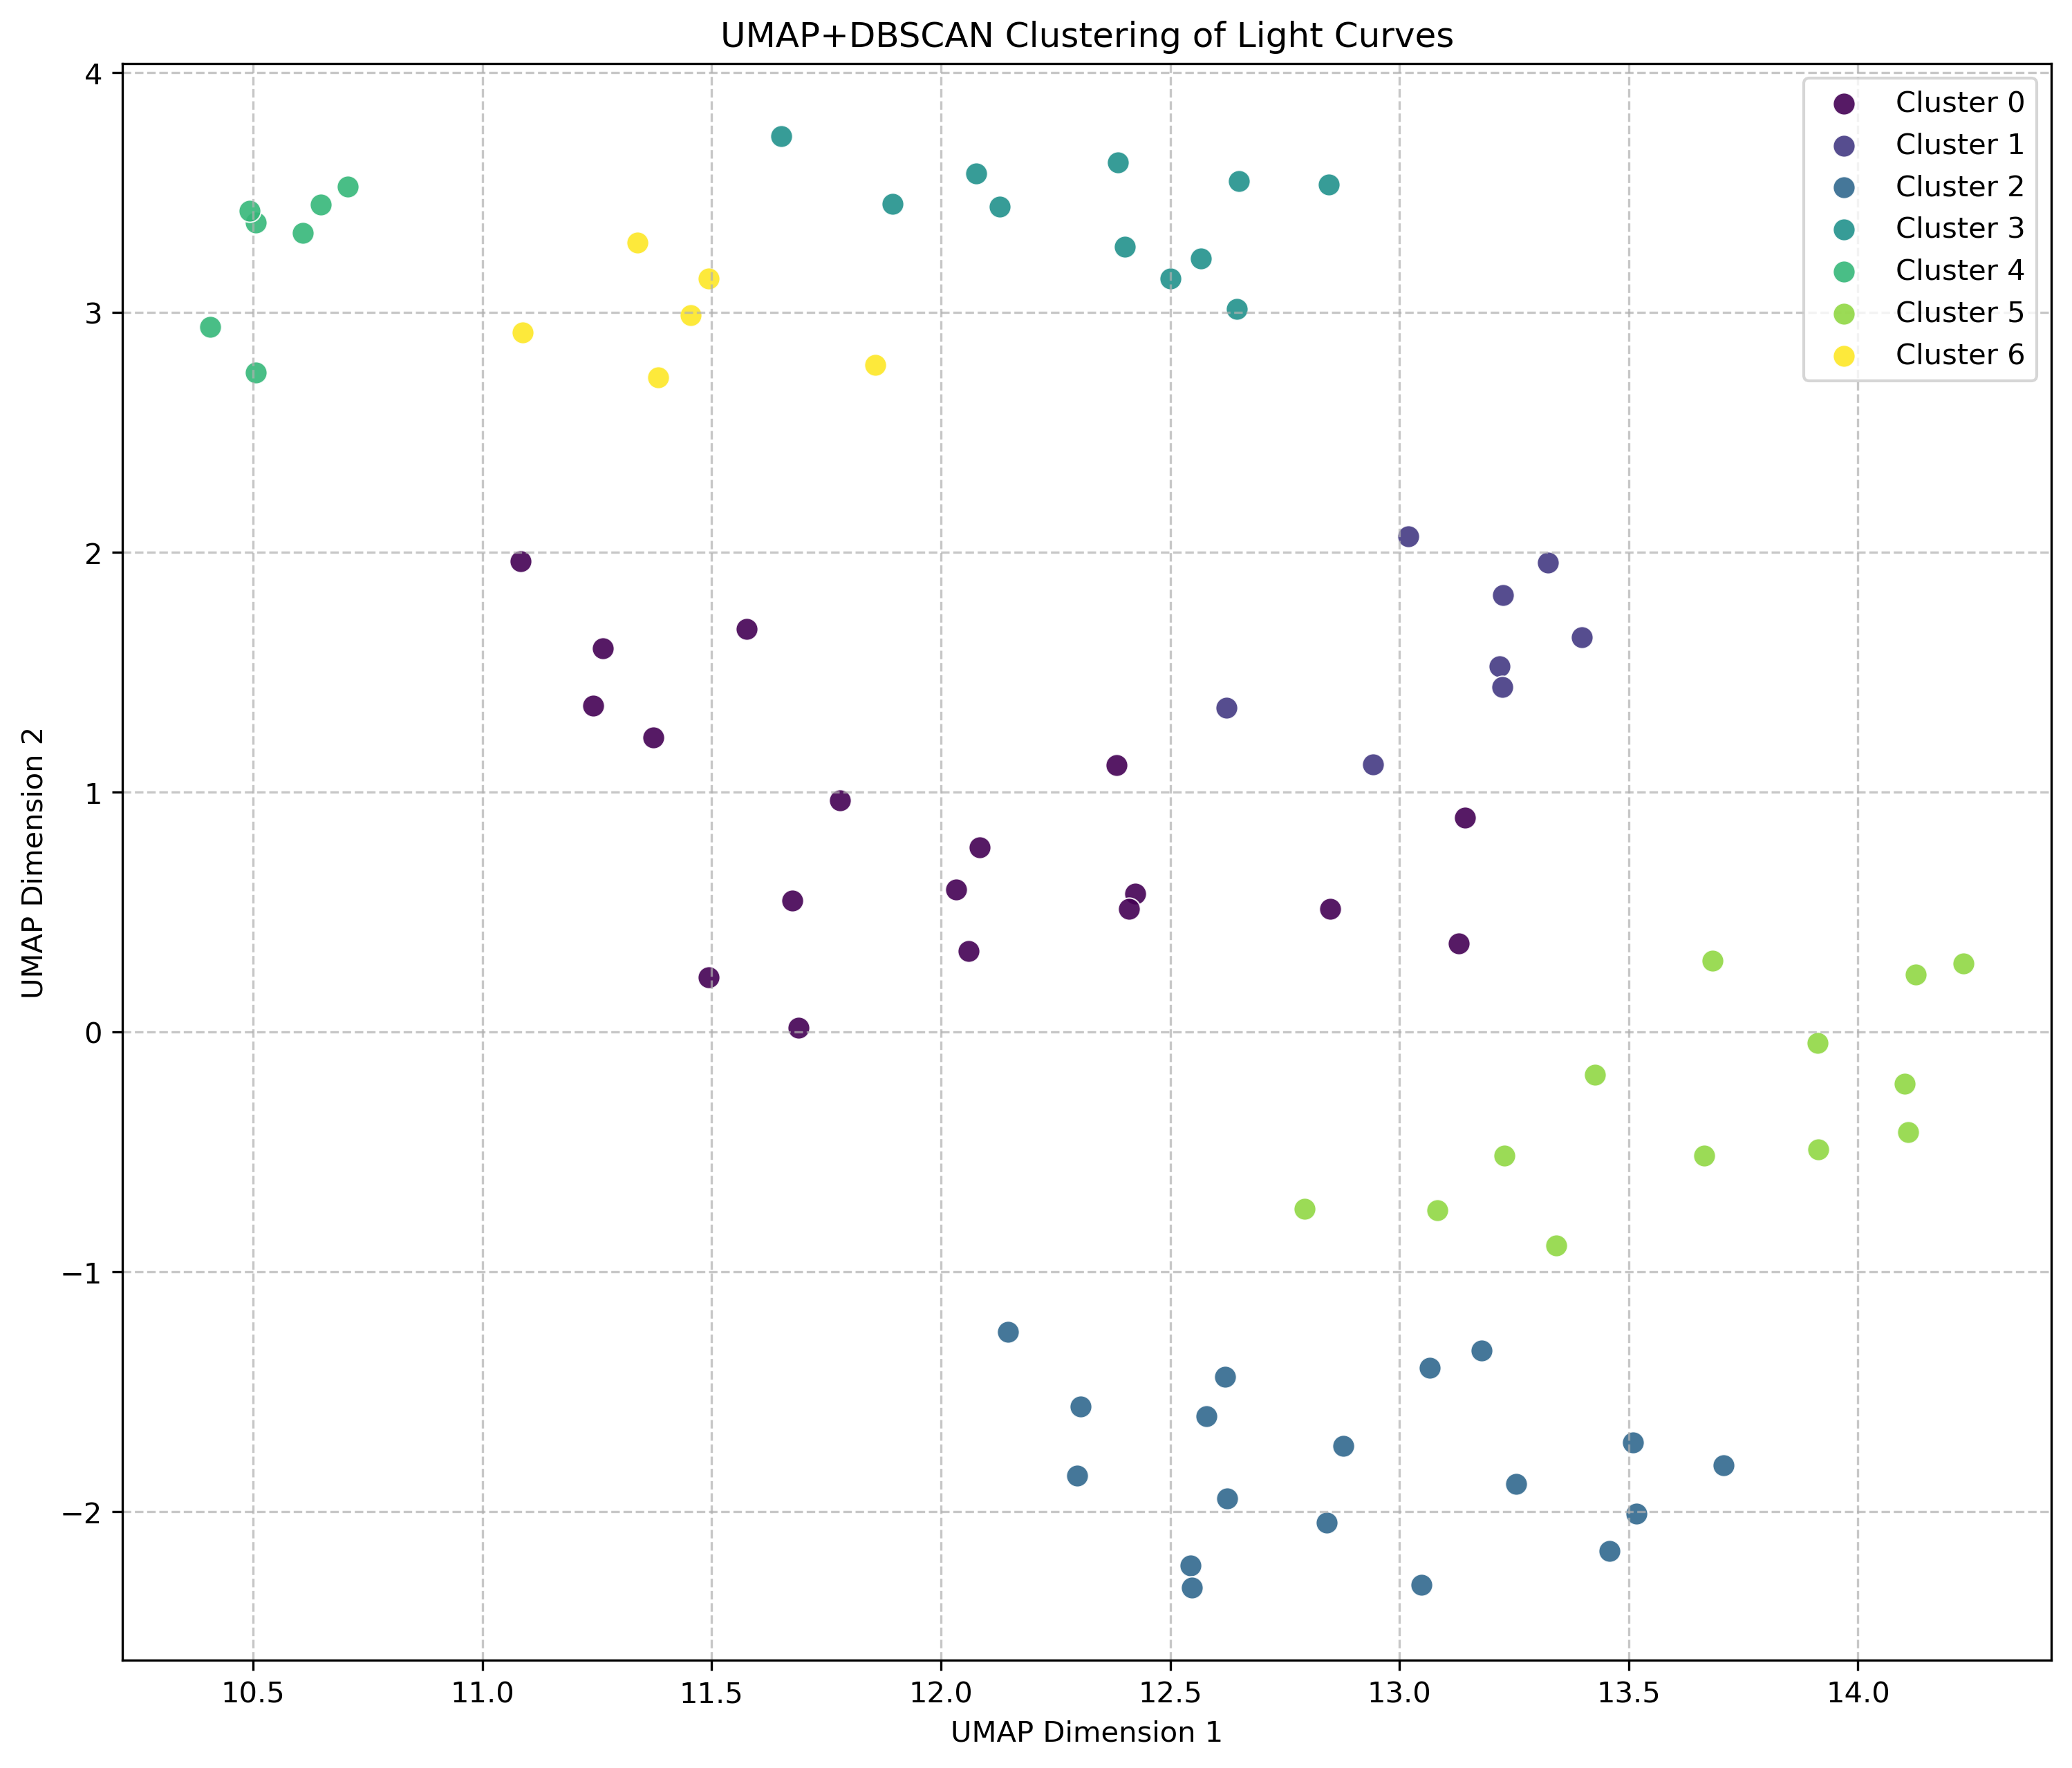 UMAP+DBSCAN Clustering of Light Curves
Cluster 0
Cluster 1
Cluster 2
Cluster 3
Cluster 4
Cluster 5
Cluster 6
UMAP Dimension 2
4
3
2
1
0
−1
−2
10.5 11.0 11.5 12.0 12.5 13.0 13.5 14.0
UMAP Dimension 1